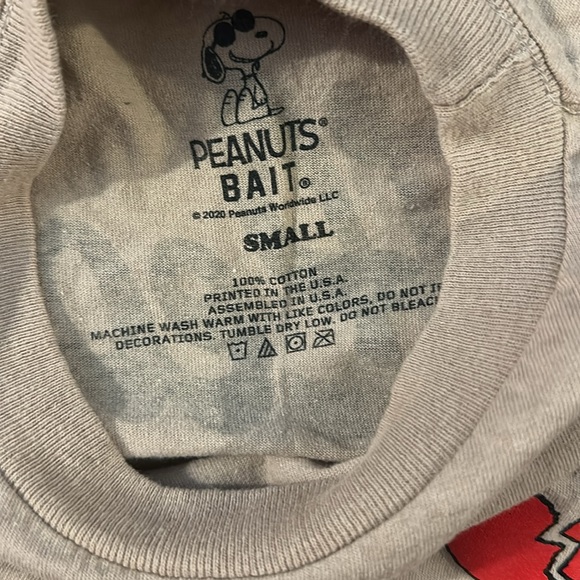 PEANUTS®
BAIT®
© 2020 Peanuts Worldwide LLC
SMALL
100% COTTON
PRINTED IN THE U.S.A.
ASSEMBLED IN U.S.A.
MACHINE WASH WARM WITH LIKE COLORS, DO NOT
DECORATIONS. TUMBLE DRY LOW. DO NOT BLEACH